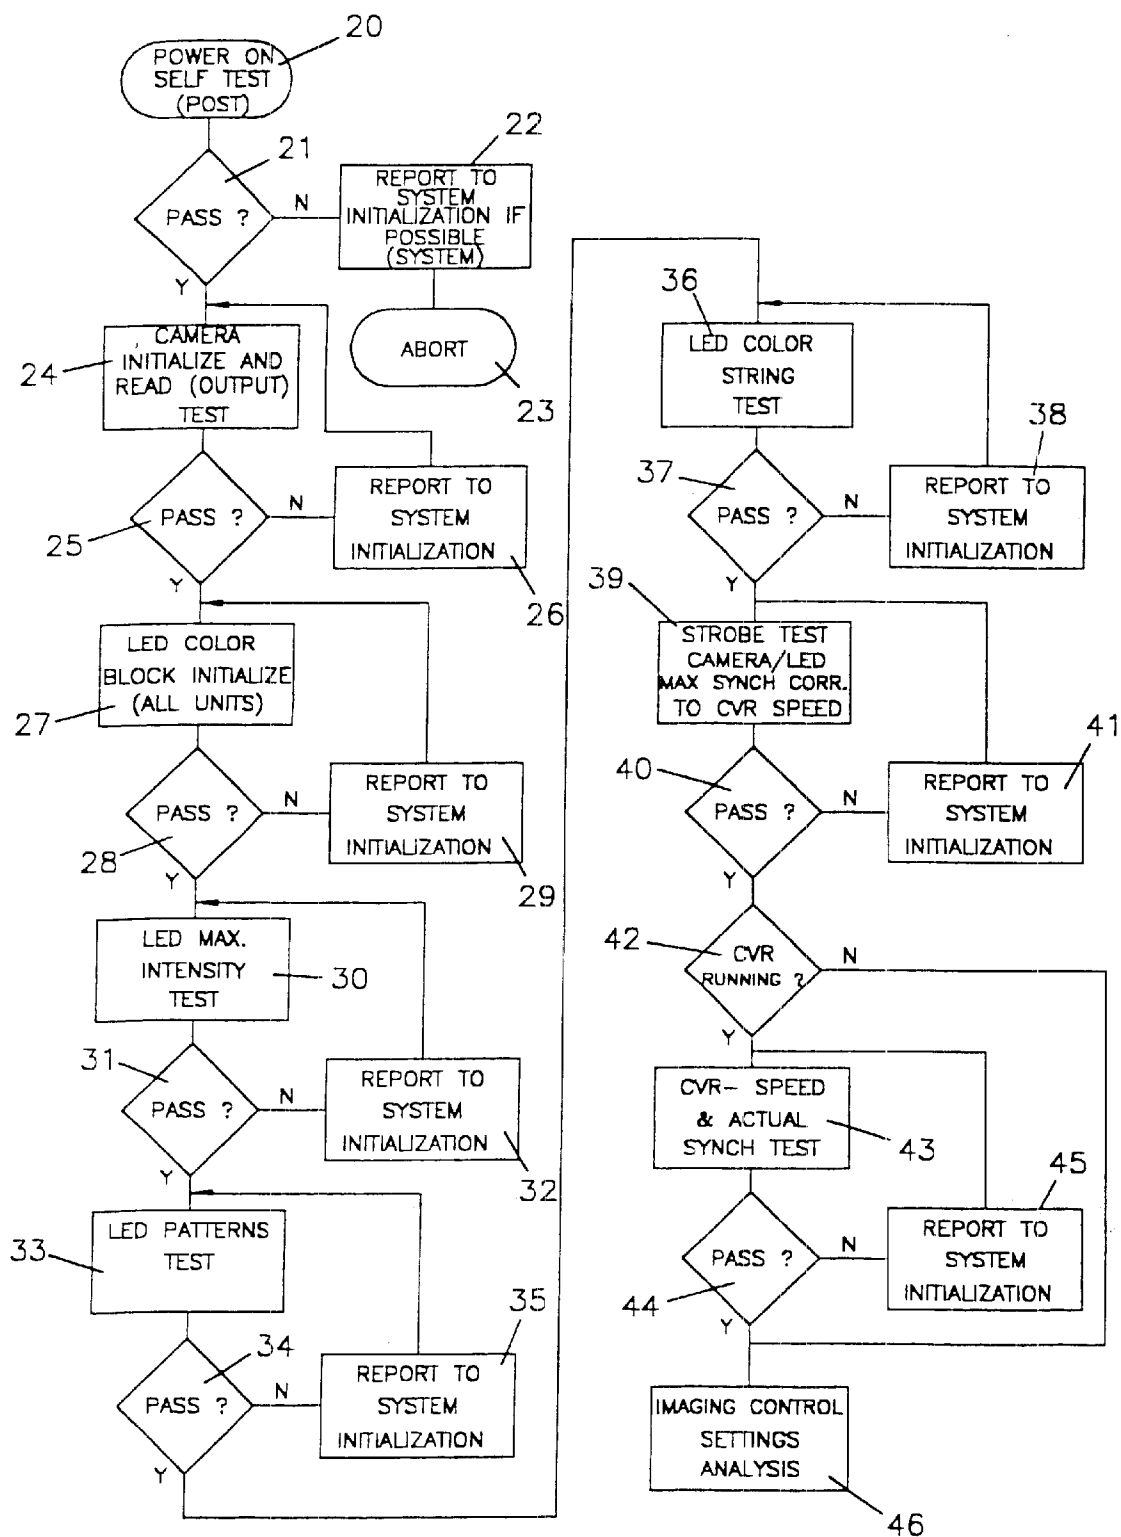 20
POWER ON
SELF TEST
(POST)
21
PASS ?
N
Y
22
REPORT TO
SYSTEM
INITIALIZATION IF
POSSIBLE
(SYSTEM)
ABORT
23
24
CAMERA
INITIALIZE AND
READ (OUTPUT)
TEST
25
PASS ?
N
Y
REPORT TO
SYSTEM
INITIALIZATION
26
27
LED COLOR
BLOCK INITIALIZE
(ALL UNITS)
28
PASS ?
N
Y
REPORT TO
SYSTEM
INITIALIZATION
29
LED MAX.
INTENSITY
TEST
30
31
PASS ?
N
Y
REPORT TO
SYSTEM
INITIALIZATION
32
33
LED PATTERNS
TEST
34
PASS ?
N
Y
35
REPORT TO
SYSTEM
INITIALIZATION
36
LED COLOR
STRING
TEST
37
PASS ?
N
Y
38
REPORT TO
SYSTEM
INITIALIZATION
39
STROBE TEST
CAMERA/LED
MAX SYNCH CORR.
TO CVR SPEED
40
PASS ?
N
Y
41
REPORT TO
SYSTEM
INITIALIZATION
42
CVR
RUNNING ?
N
Y
CVR- SPEED
& ACTUAL
SYNCH TEST
43
44
PASS ?
N
Y
45
REPORT TO
SYSTEM
INITIALIZATION
IMAGING CONTROL
SETTINGS
ANALYSIS
46